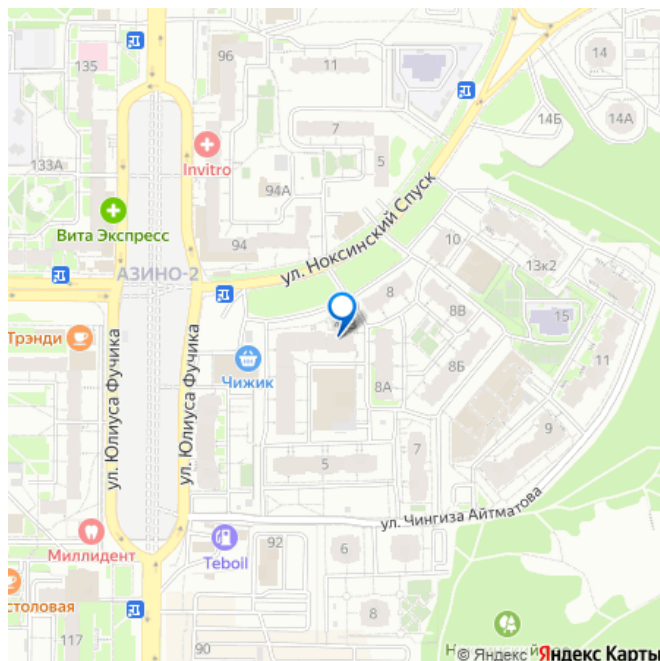 96
11
14
135
14Б
14А
7
5
133А
Invitro
94А
ул. Ноксинский Спуск
Вита Экспресс
94
10
АЗИНО-2
13к2
8
8В
15
Трэнди
ул. Юлиуса Фучика
ул. Юлиуса Фучика
Чижик
8А
8Б
11
9
5
7
ул. Чингиза Айтматова
Миллидент
Teboil
92
6
столовая
8
117
90
© Яндекс Яндекс Карты